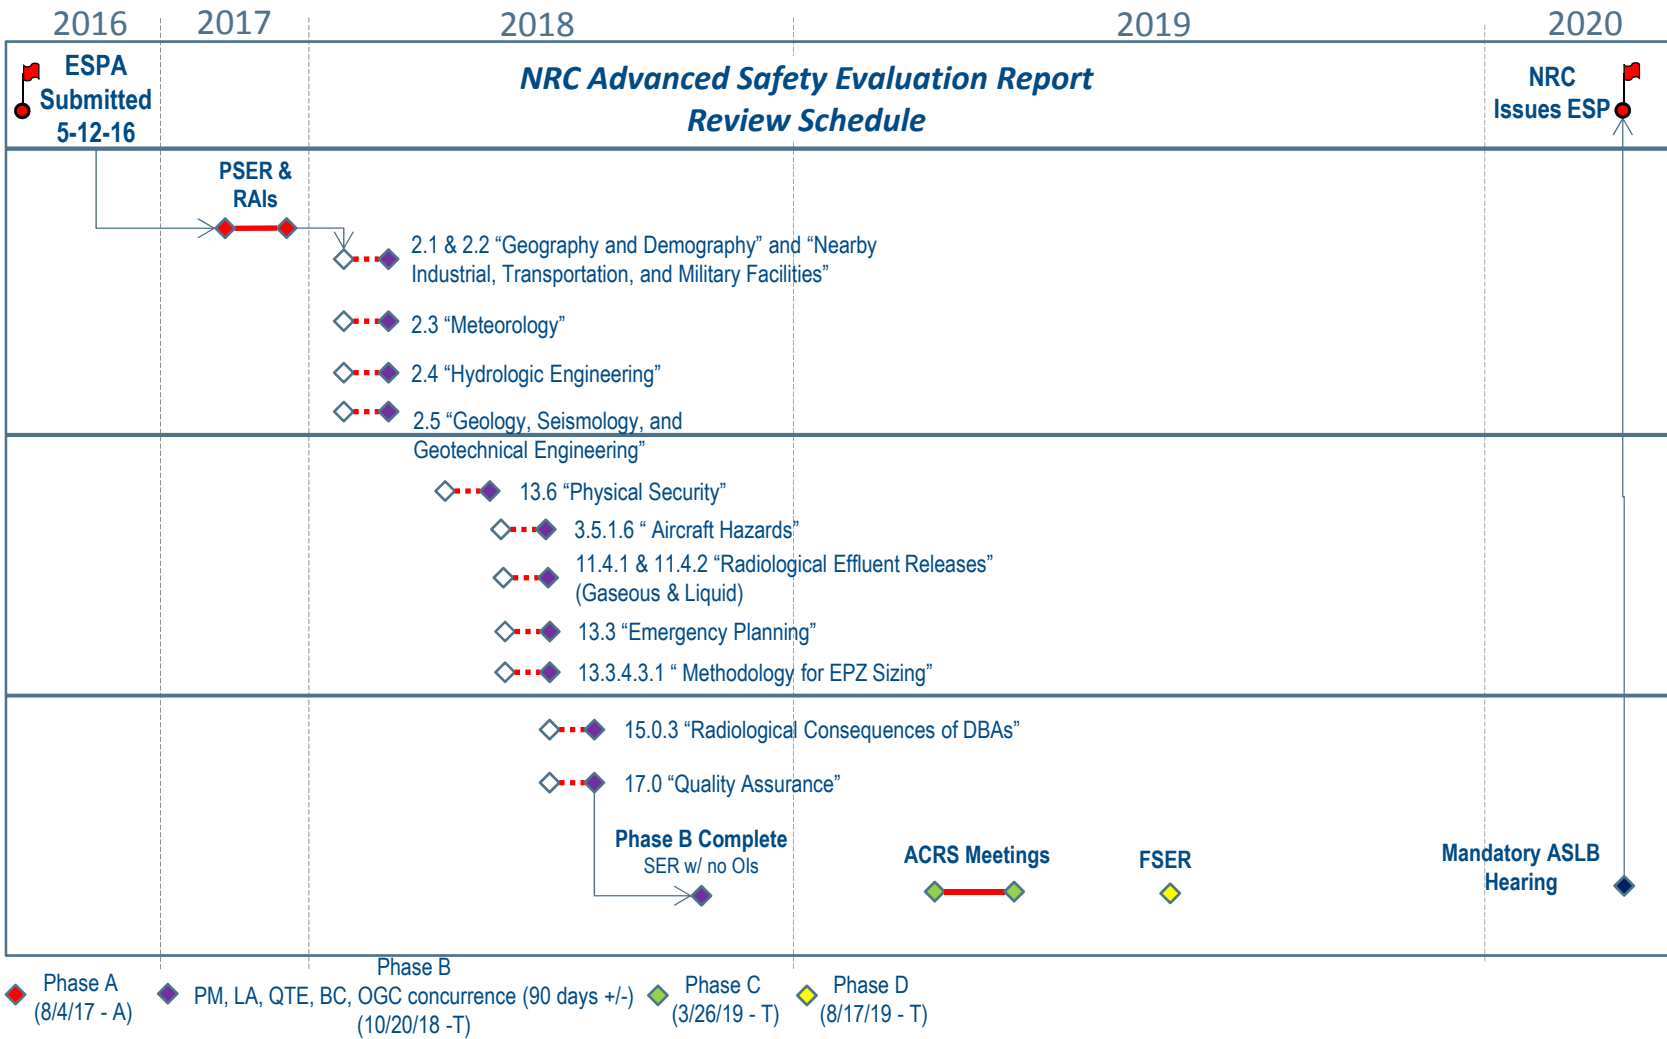 2016 2017 2018 2019 2020
ESPA
Submitted
5-12-16
NRC Advanced Safety Evaluation Report
Review Schedule
NRC
Issues ESP
PSER &
RAIs
2.1 & 2.2 “Geography and Demography” and “Nearby
Industrial, Transportation, and Military Facilities”
2.3 “Meteorology”
2.4 “Hydrologic Engineering”
2.5 “Geology, Seismology, and
Geotechnical Engineering”
13.6 “Physical Security”
3.5.1.6 “ Aircraft Hazards”
11.4.1 & 11.4.2 “Radiological Effluent Releases”
(Gaseous & Liquid)
13.3 “Emergency Planning”
13.3.4.3.1 “ Methodology for EPZ Sizing”
15.0.3 “Radiological Consequences of DBAs”
17.0 “Quality Assurance”
Phase B Complete
SER w/ no OIs
ACRS Meetings
FSER
Mandatory ASLB
Hearing
Phase A
(8/4/17 - A)
Phase B
PM, LA, QTE, BC, OGC concurrence (90 days +/-)
(10/20/18 -T)
Phase C
(3/26/19 - T)
Phase D
(8/17/19 - T)